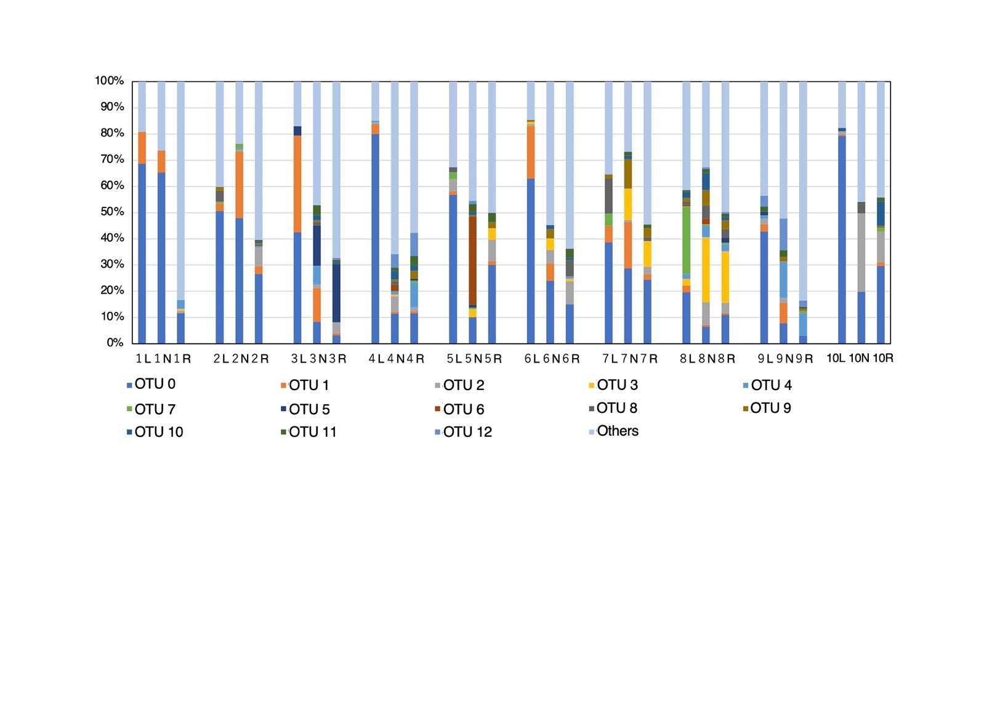 100%
90%
80%
70%
60%
50%
40%
30%
20%
10%
0%
1L 1N 1R 2L 2N 2R 3L 3N 3R 4L 4N 4R 5L 5N 5R 6L 6N 6R 7L 7N 7R 8L 8N 8R 9L 9N 9R 10L 10N 10R
OTU 0 OTU 1 OTU 2 OTU 3 OTU 4
OTU 7 OTU 5 OTU 6 OTU 8 OTU 9
OTU 10 OTU 11 OTU 12 Others